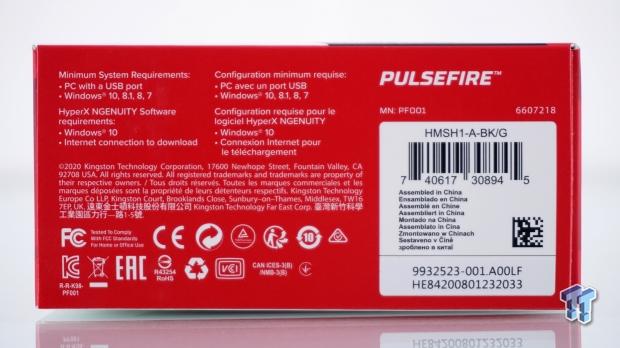 Minimum System Requirements:
• PC with a USB port
• Windows® 10, 8.1, 8, 7
HyperX NGENUITY Software
requirements:
• Windows® 10
• Internet connection to download
Configuration minimum requise:
• PC avec un port USB
• Windows® 10, 8.1, 8, 7
Configuration requise pour le
logiciel HyperX NGENUITY
• Windows® 10
• Connexion Internet pour
le téléchargement
©2020 Kingston Technology Corporation, 17600 Newhope Street, Fountain Valley, CA
92708 USA. All rights reserved. All registered trademarks and trademarks are property of
their respective owners. / Tous droits réservés. Toutes les marques commerciales et les
marques déposées sont la propriété de leurs détenteurs respectifs. Kingston Technology
Europe Co LLP, Kingston Court, Brooklands Close, Sunbury-on-Thames, Middlesex, TW16
7EP, UK. 遠東金士頓科技股份有限公司 Kingston Technology Far East Corp. 臺灣新竹科學
工業園區力行一路 1-5號
FC
Tested To Comply
With FCC Standards
For Home Or Office Use
CE
10
R-R-K98-
PF001
EAC
R43254
RoHS
VCI
CAN ICES-3(B)
/NMB-3(B)
PULSEFIRE™
MN: PF001
6607218
HMSH1-A-BK/G
7 40617 30894 5
Assembled in China
Ensamblado en China
Assemblé en Chine
Assembliert in China
Montado na China
Assemblato in Cina
Zmontowany w Chinach
Sestaveno v Číně
зроблено в китаї
9932523-001.A00LF
HE84200801232033
TT